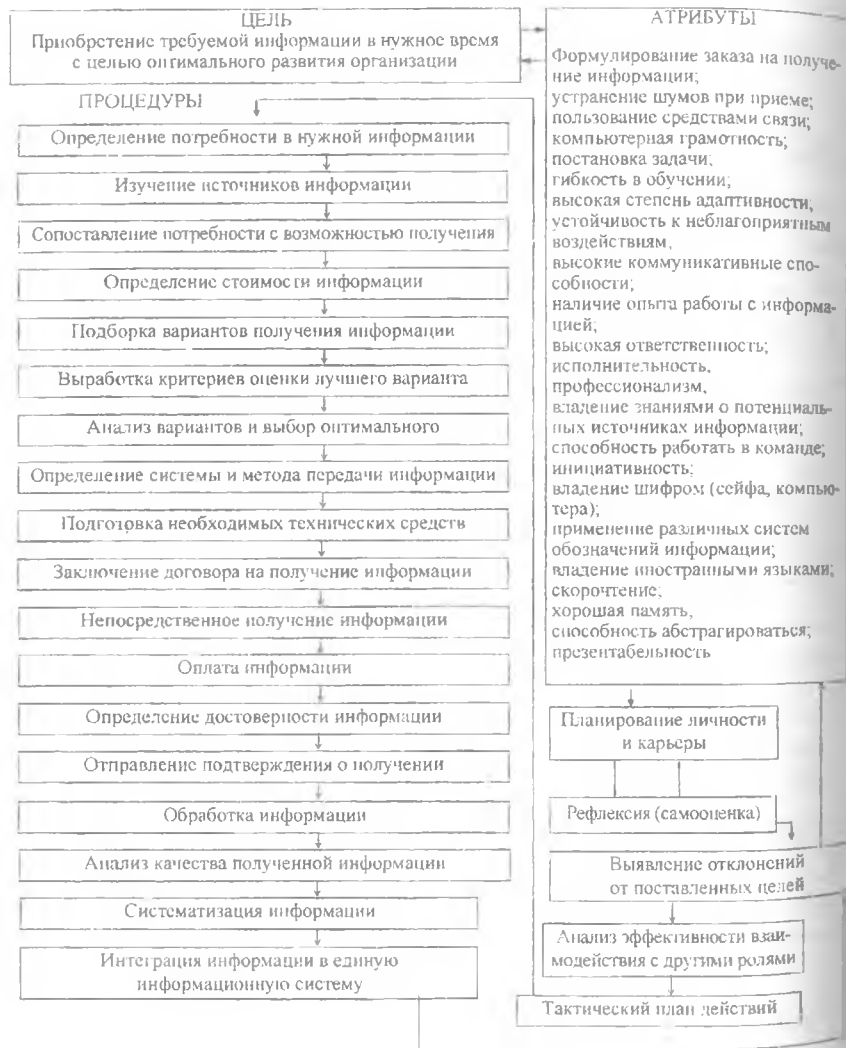 ЦЕЛЬ
Приобретение требуемой информации в нужное время
с целью оптимального развития организации
ПРОЦЕДУРЫ
Определение потребности в нужной информации
Изучение источников информации
Сопоставление потребности с возможностью получения
Определение стоимости информации
Подборка вариантов получения информации
Выработка критериев оценки лучшего варианта
Анализ вариантов и выбор оптимального
Определение системы и метода передачи информации
Подготовка необходимых технических средств
Заключение договора на получение информации
Непосредственное получение информации
Оплата информации
Определение достоверности информации
Отправление подтверждения о получении
Обработка информации
Анализ качества полученной информации
Систематизация информации
Интеграция информации в единую
информационную систему
АТРИБУТЫ
Формулирование заказа на получе-
ние информации;
устранение шумов при приеме;
пользование средствами связи;
компьютерная грамотность;
постановка задачи;
гибкость в обучении;
высокая степень адаптивности;
устойчивость к неблагоприятным
воздействиям,
высокие коммуникативные спо-
собности;
наличие опыта работы с информа-
цией;
высокая ответственность;
исполнительность,
профессионализм,
владение знаниями о потенциаль-
ных источниках информации;
способность работать в команде;
инициативность;
владение шифром (сейфа, компью-
тера);
применение различных систем
обозначений информации;
владение иностранными языками;
скорочтение;
хорошая память,
способность абстрагироваться;
презентабельность
Планирование личности
и карьеры
Рефлексия (самооценка)
Выявление отклонений
от поставленных целей
Анализ эффективности взаи-
модействия с другими ролями
Тактический план действий